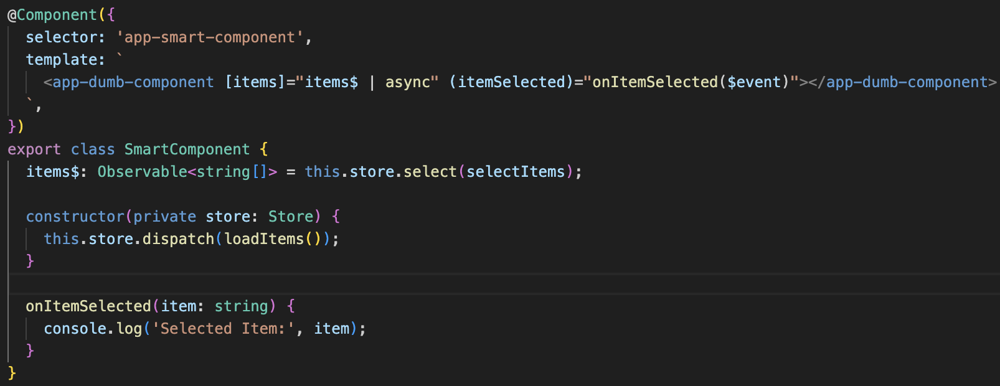 @Component({
  selector: 'app-smart-component',
  template: `
    <app-dumb-component [items]="items$ | async" (itemSelected)="onItemSelected($event)"></app-dumb-component>
  `,
})
export class SmartComponent {
  items$: Observable<string[]> = this.store.select(selectItems);

  constructor(private store: Store) {
    this.store.dispatch(loadItems());
  }

  onItemSelected(item: string) {
    console.log('Selected Item:', item);
  }
}